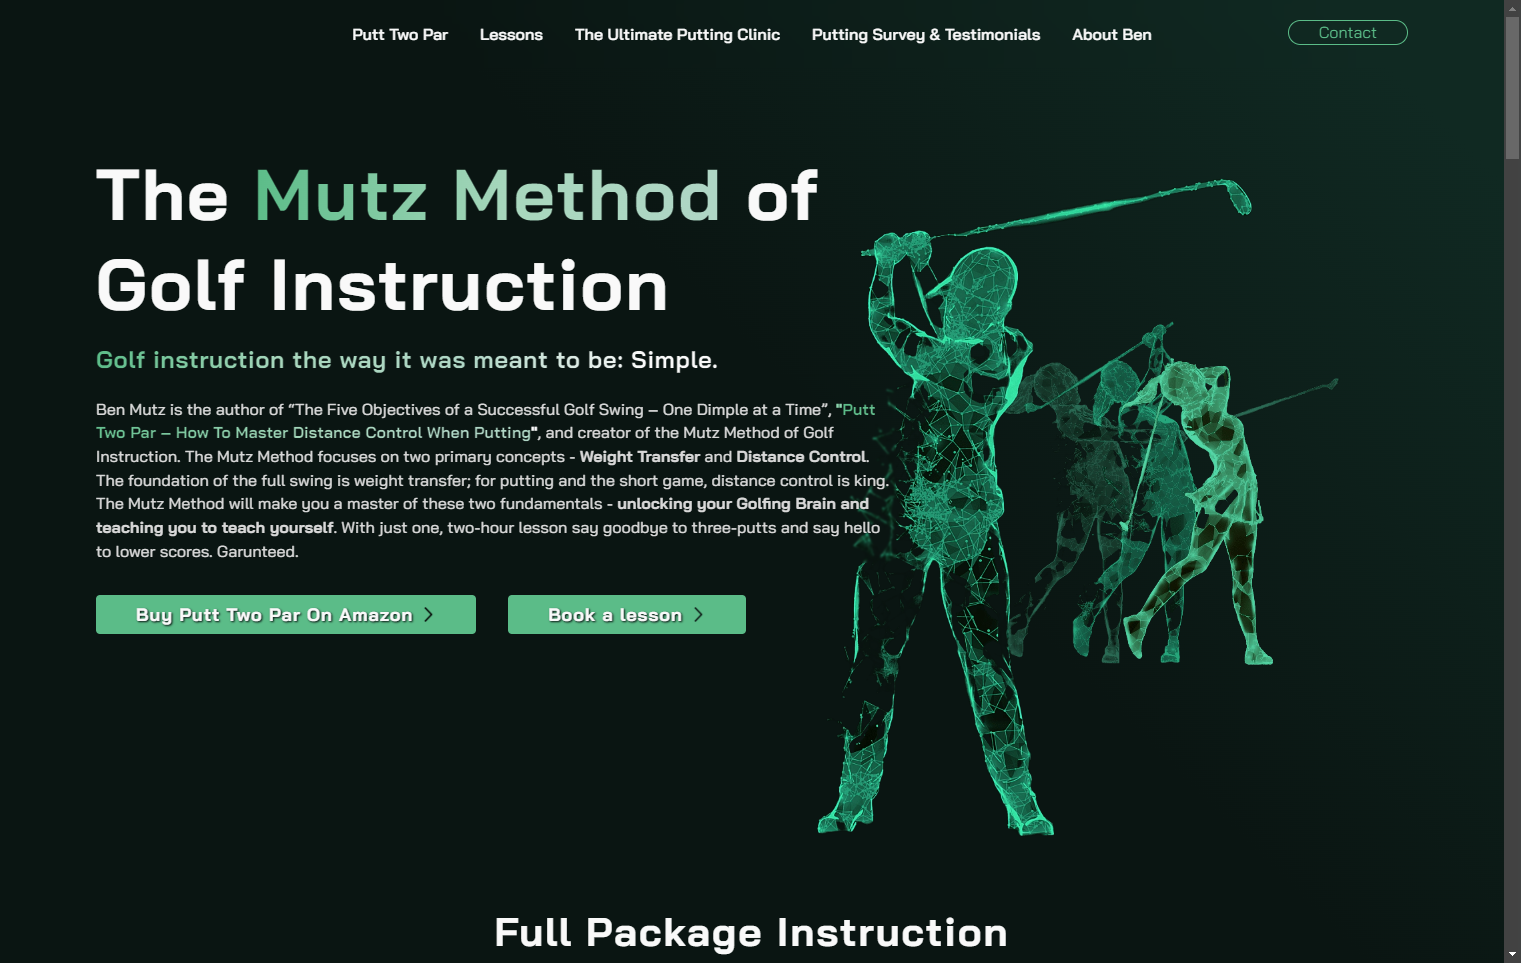 Putt Two Par Lessons The Ultimate Putting Clinic Putting Survey & Testimonials About Ben Contact
The Mutz Method of
Golf Instruction
Golf instruction the way it was meant to be: Simple.
Ben Mutz is the author of “The Five Objectives of a Successful Golf Swing – One Dimple at a Time”, "Putt
Two Par – How To Master Distance Control When Putting", and creator of the Mutz Method of Golf
Instruction. The Mutz Method focuses on two primary concepts - Weight Transfer and Distance Control.
The foundation of the full swing is weight transfer; for putting and the short game, distance control is king.
The Mutz Method will make you a master of these two fundamentals - unlocking your Golfing Brain and
teaching you to teach yourself. With just one, two-hour lesson say goodbye to three-putts and say hello
to lower scores. Garunteed.
Buy Putt Two Par On Amazon Book a lesson
Full Package Instruction